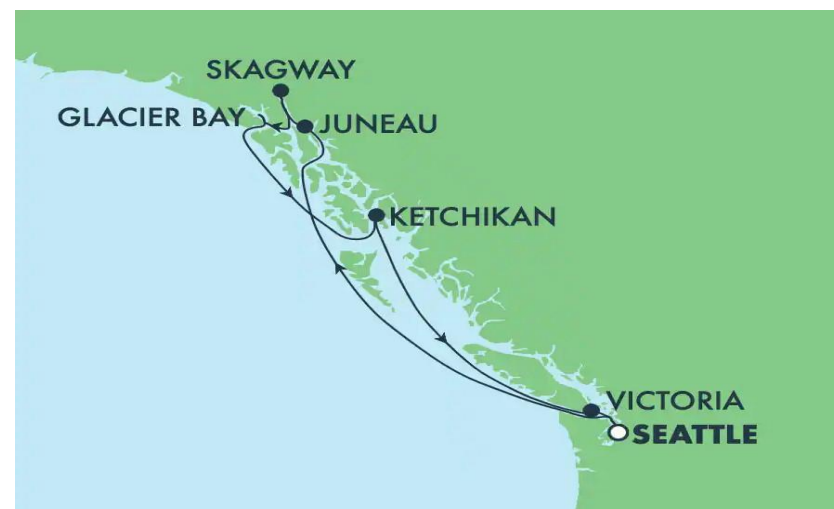 SKAGWAY
GLACIER BAY
JUNEAU
KETCHIKAN
VICTORIA
SEATTLE